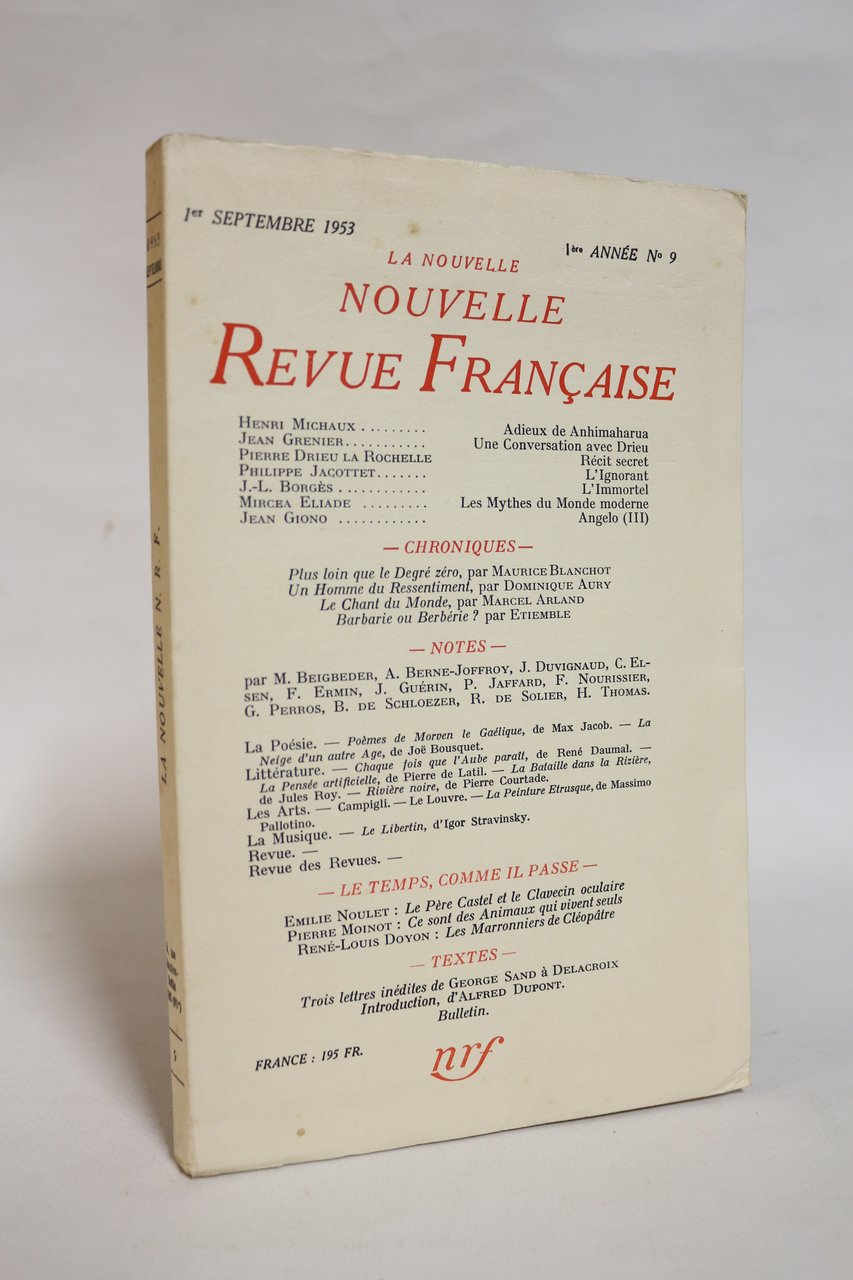 1er SEPTEMBRE 1953
1ère ANNÉE No 9
LA NOUVELLE
NOUVELLE
REVUE FRANÇAISE
HENRI MICHAUX ......... Adieux de Anhimaharua
JEAN GRENIER........... Une Conversation avec Drieu
PIERRE DRIEU LA ROCHELLE Récit secret
PHILIPPE JACOTTET....... L'Ignorant
J.-L. BORGÈS ............ L'Immortel
MIRCEA ELIADE ......... Les Mythes du Monde moderne
JEAN GIONO ............ Angelo (III)
— CHRONIQUES —
Plus loin que le Degré zéro, par MAURICE BLANCHOT
Un Homme du Ressentiment, par DOMINIQUE AURY
Le Chant du Monde, par MARCEL ARLAND
Barbarie ou Berbérie ? par ETIEMBLE
— NOTES —
par M. BEIGBEDER, A. BERNE-JOFFROY, J. DUVIGNAUD, C. EL-
SEN, F. ERMIN, J. GUÉRIN, P. JAFFARD, F. NOURISSIER,
G. PERROS, B. DE SCHLOEZER, R. DE SOLIER, H. THOMAS.
La Poésie. — Poèmes de Morven le Gaélique, de Max Jacob. — La
Neige d'un autre Age, de Joë Bousquet.
Littérature. — Chaque fois que l'Aube paraît, de René Daumal. —
La Pensée artificielle, de Pierre de Latil. — La Bataille dans la Rizière,
de Jules Roy. — Rivière noire, de Pierre Courtade.
Les Arts. — Campigli. — Le Louvre. — La Peinture Etrusque, de Massimo
Pallotino.
La Musique. — Le Libertin, d'Igor Stravinsky.
Revue. —
Revue des Revues. —
— LE TEMPS, COMME IL PASSE —
EMILIE NOULET : Le Père Castel et le Clavecin oculaire
PIERRE MOINOT : Ce sont des Animaux qui vivent seuls
RENÉ-LOUIS DOYON : Les Marronniers de Cléopâtre
— TEXTES —
Trois lettres inédites de GEORGE SAND à DELACROIX
Introduction, d'ALFRED DUPONT.
Bulletin.
FRANCE : 195 FR.
nrf
LA NOUVELLE N. R. F.